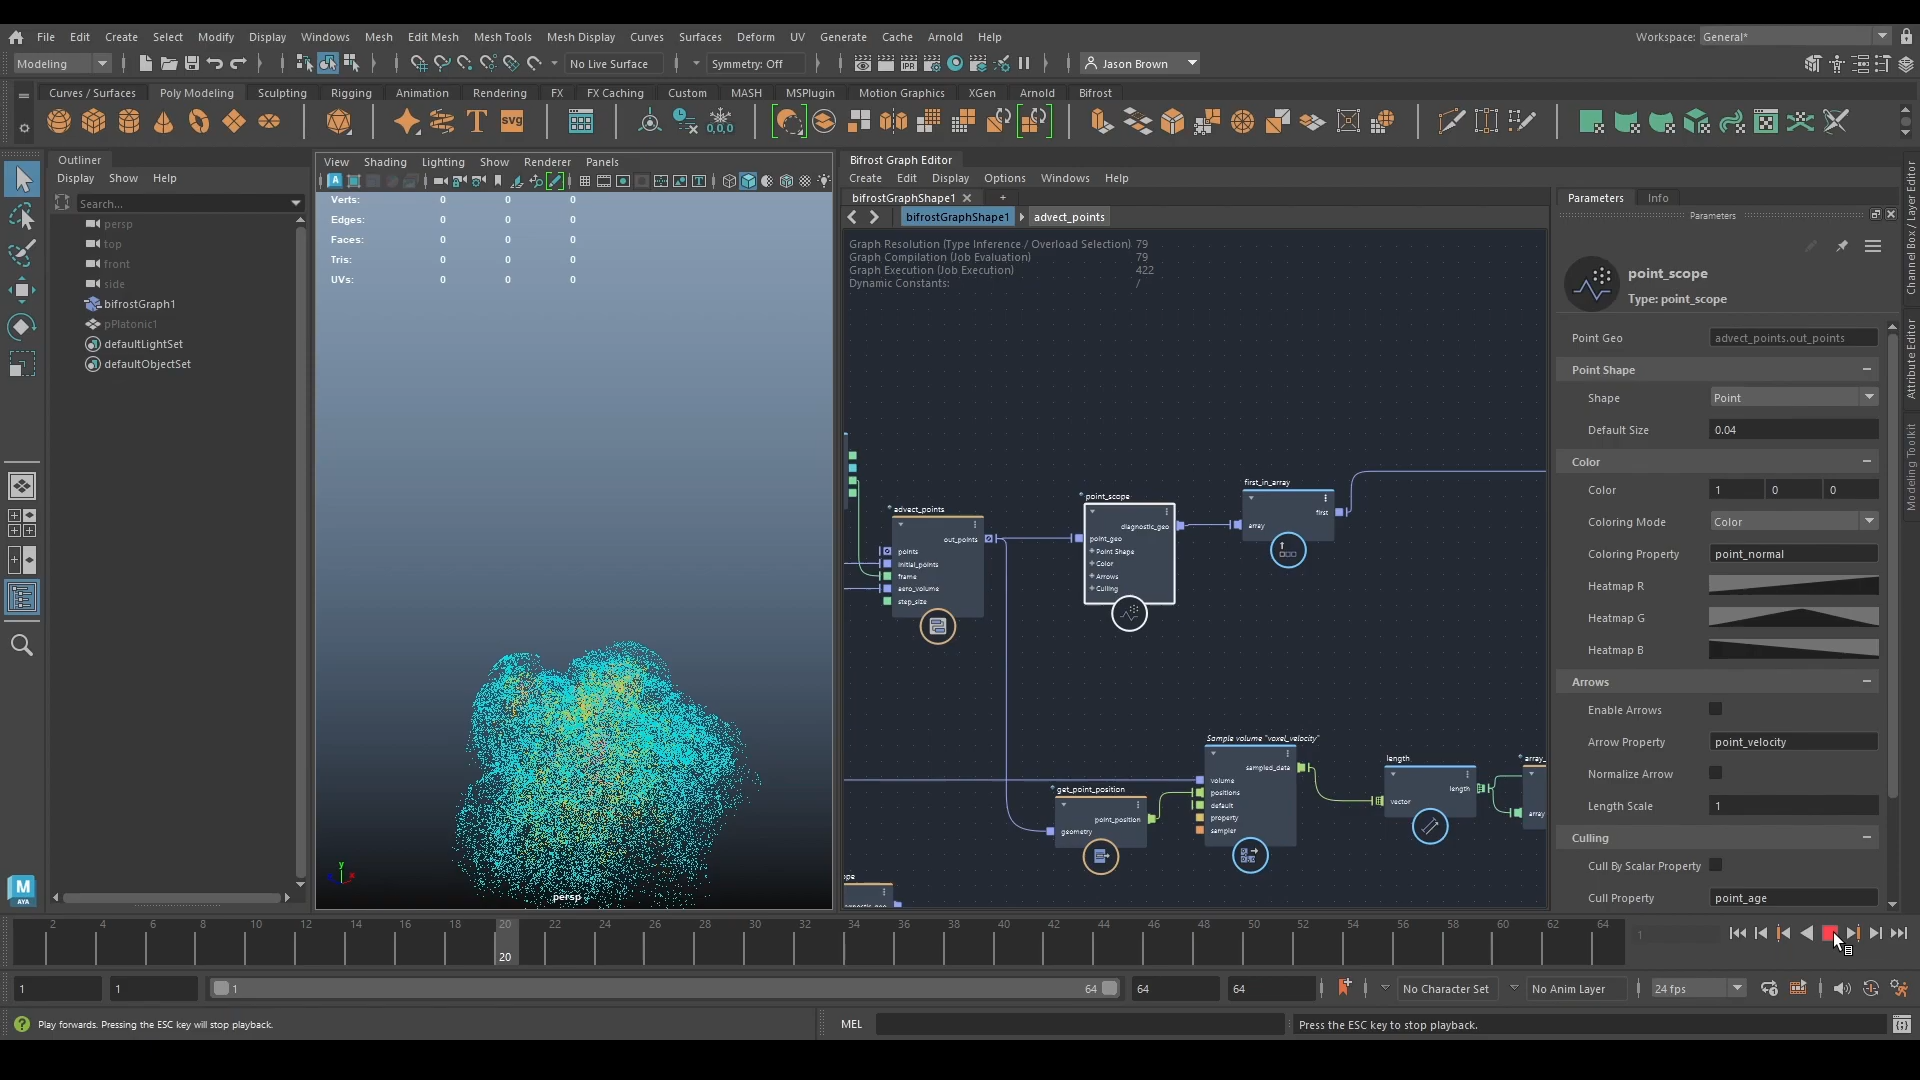 File Edit Create Select Modify Display Windows Mesh Edit Mesh Mesh Tools Mesh Display Curves Surfaces Deform UV Generate Cache Arnold Help Workspace: General*
Modeling No Live Surface Symmetry: Off Jason Brown
Curves / Surfaces Poly Modeling Sculpting Rigging Animation Rendering FX FX Caching Custom MASH MSPlugin Motion Graphics XGen Arnold Bifrost
Outliner
Display Show Help
Search...
persp
top
front
side
bifrostGraph1
pPlatonic1
defaultLightSet
defaultObjectSet
View Shading Lighting Show Renderer Panels
Verts: 0 0 0
Edges: 0 0 0
Faces: 0 0 0
Tris: 0 0 0
UVs: 0 0 0
persp
Bifrost Graph Editor
Create Edit Display Options Windows Help
bifrostGraphShape1
bifrostGraphShape1 advect_points
Graph Resolution (Type Inference / Overload Selection) 79
Graph Compilation (Job Evaluation) 79
Graph Execution (Job Execution) 422
Dynamic Constants: /
advect_points
out_points
points
initial_points
frame
aero_volume
step_size
point_scope
diagnostic_geo
point_geo
Point Shape
Color
Arrows
Culling
first_in_array
first
array
get_point_position
point_position
geometry
Sample volume "voxel_velocity"
sampled_data
volume
positions
default
property
sampler
length
length
vector
array_
array
Parameters Info
Parameters
point_scope
Type: point_scope
Point Geo advect_points.out_points
Point Shape
Shape Point
Default Size 0.04
Color
Color 1 0 0
Coloring Mode Color
Coloring Property point_normal
Heatmap R
Heatmap G
Heatmap B
Arrows
Enable Arrows
Arrow Property point_velocity
Normalize Arrow
Length Scale 1
Culling
Cull By Scalar Property
Cull Property point_age
Channel Box / Layer Editor
Attribute Editor
Modeling Toolkit
2 4 6 8 10 12 14 16 18 20 22 24 26 28 30 32 34 36 38 40 42 44 46 48 50 52 54 56 58 60 62 64
20
1
1 1 1 64 64 64 No Character Set No Anim Layer 24 fps
Play forwards. Pressing the ESC key will stop playback. MEL Press the ESC key to stop playback.